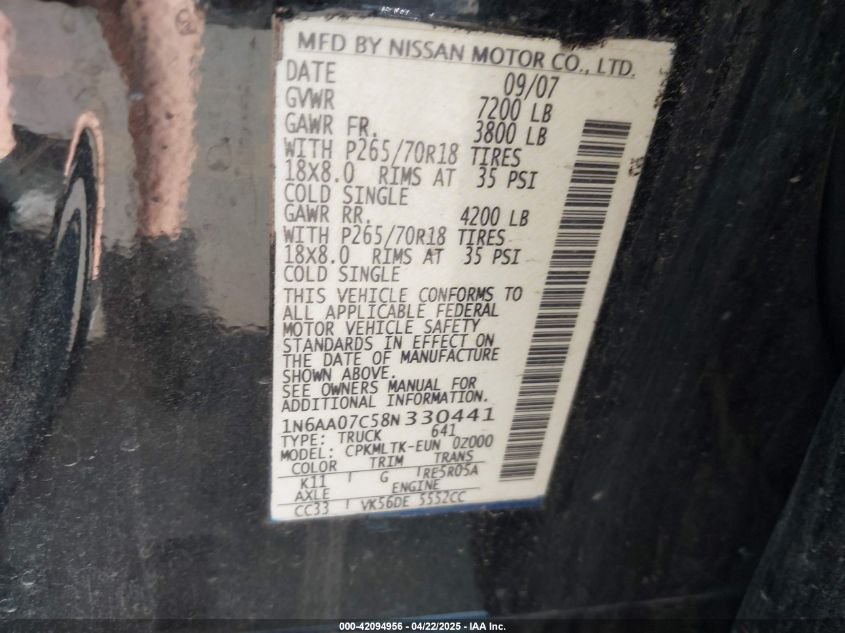 MFD BY NISSAN MOTOR CO., LTD.
DATE 09/07
GVWR 7200 LB
GAWR FR. 3800 LB
WITH P265/70R18 TIRES
18X8.0 RIMS AT 35 PSI
COLD SINGLE
GAWR RR. 4200 LB
WITH P265/70R18 TIRES
18X8.0 RIMS AT 35 PSI
COLD SINGLE
THIS VEHICLE CONFORMS TO
ALL APPLICABLE FEDERAL
MOTOR VEHICLE SAFETY
STANDARDS IN EFFECT ON
THE DATE OF MANUFACTURE
SHOWN ABOVE.
SEE OWNERS MANUAL FOR
ADDITIONAL INFORMATION.
1N6AA07C58N330441
TYPE: TRUCK 641
MODEL: CPKMLTK-EUN 0Z000
COLOR TRIM TRANS
K11 G RE5R05A
AXLE ENGINE
CC33 VK56DE 5552CC
000-42094956 - 04/22/2025 - IAA Inc.